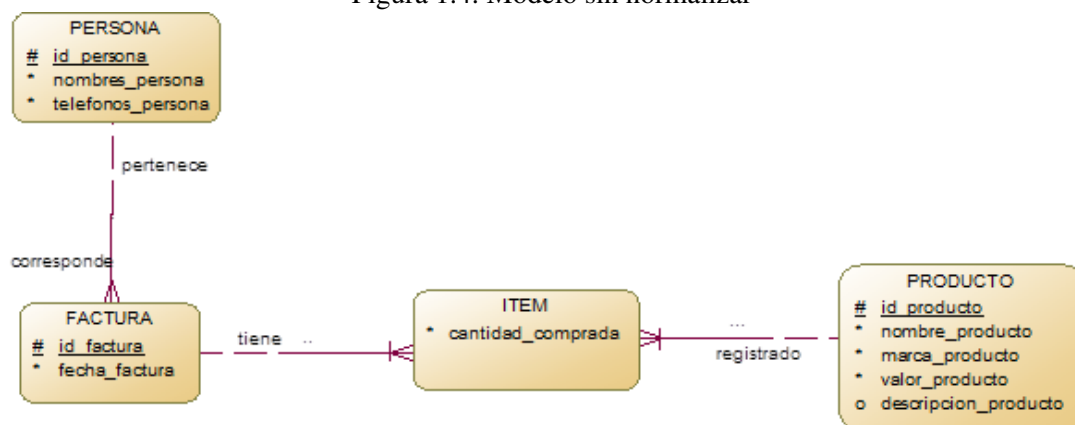 Figura 1.4. Modelo sin normalizar
PERSONA
# id_persona
* nombres_persona
* telefonos_persona
pertenece
corresponde
FACTURA
# id_factura
* fecha_factura
tiene ..
ITEM
* cantidad_comprada
...
registrado
PRODUCTO
# id_producto
* nombre_producto
* marca_producto
* valor_producto
o descripcion_producto